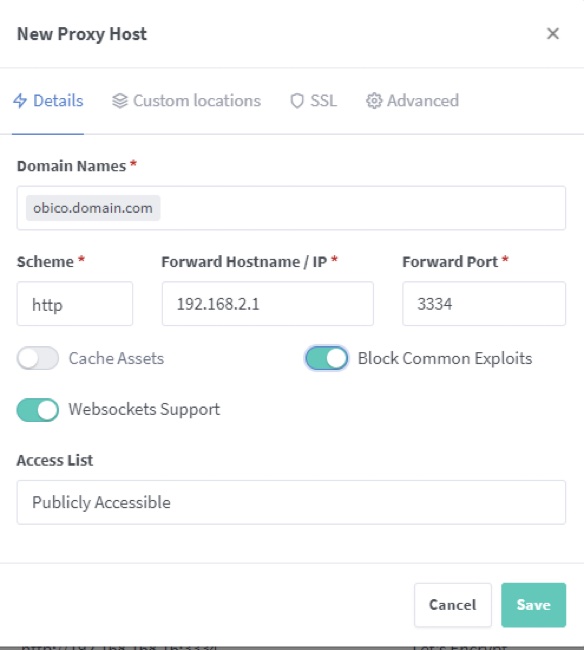 New Proxy Host
Details Custom locations SSL Advanced
Domain Names *
obico.domain.com
Scheme * Forward Hostname / IP * Forward Port *
http 192.168.2.1 3334
Cache Assets Block Common Exploits
Websockets Support
Access List
Publicly Accessible
Cancel Save